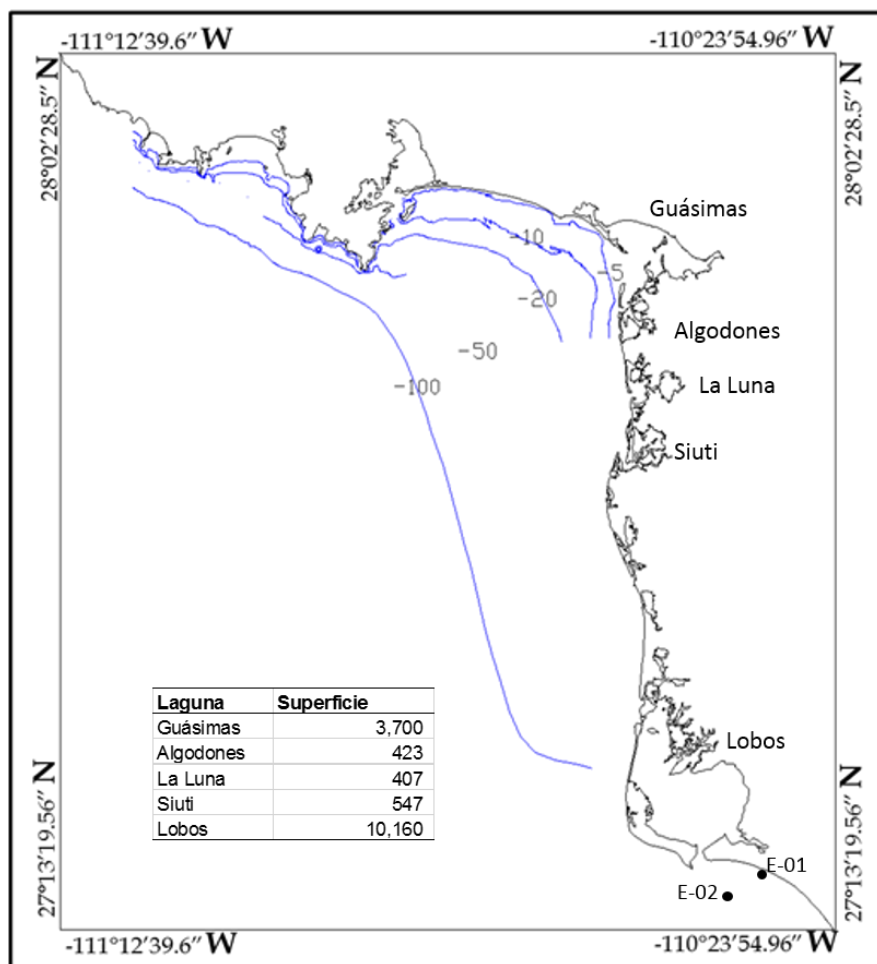 -111°12′39.6″ W
-110°23′54.96″ W
28°02′28.5″ N
28°02′28.5″ N
Guásimas
-10
-5
-20
Algodones
-50
La Luna
-100
Siuti
Laguna Superficie
Guásimas 3,700
Algodones 423
La Luna 407
Siuti 547
Lobos 10,160
Lobos
27°13′19.56″ N
27°13′19.56″ N
E-01
E-02
-111°12′39.6″ W
-110°23′54.96″ W